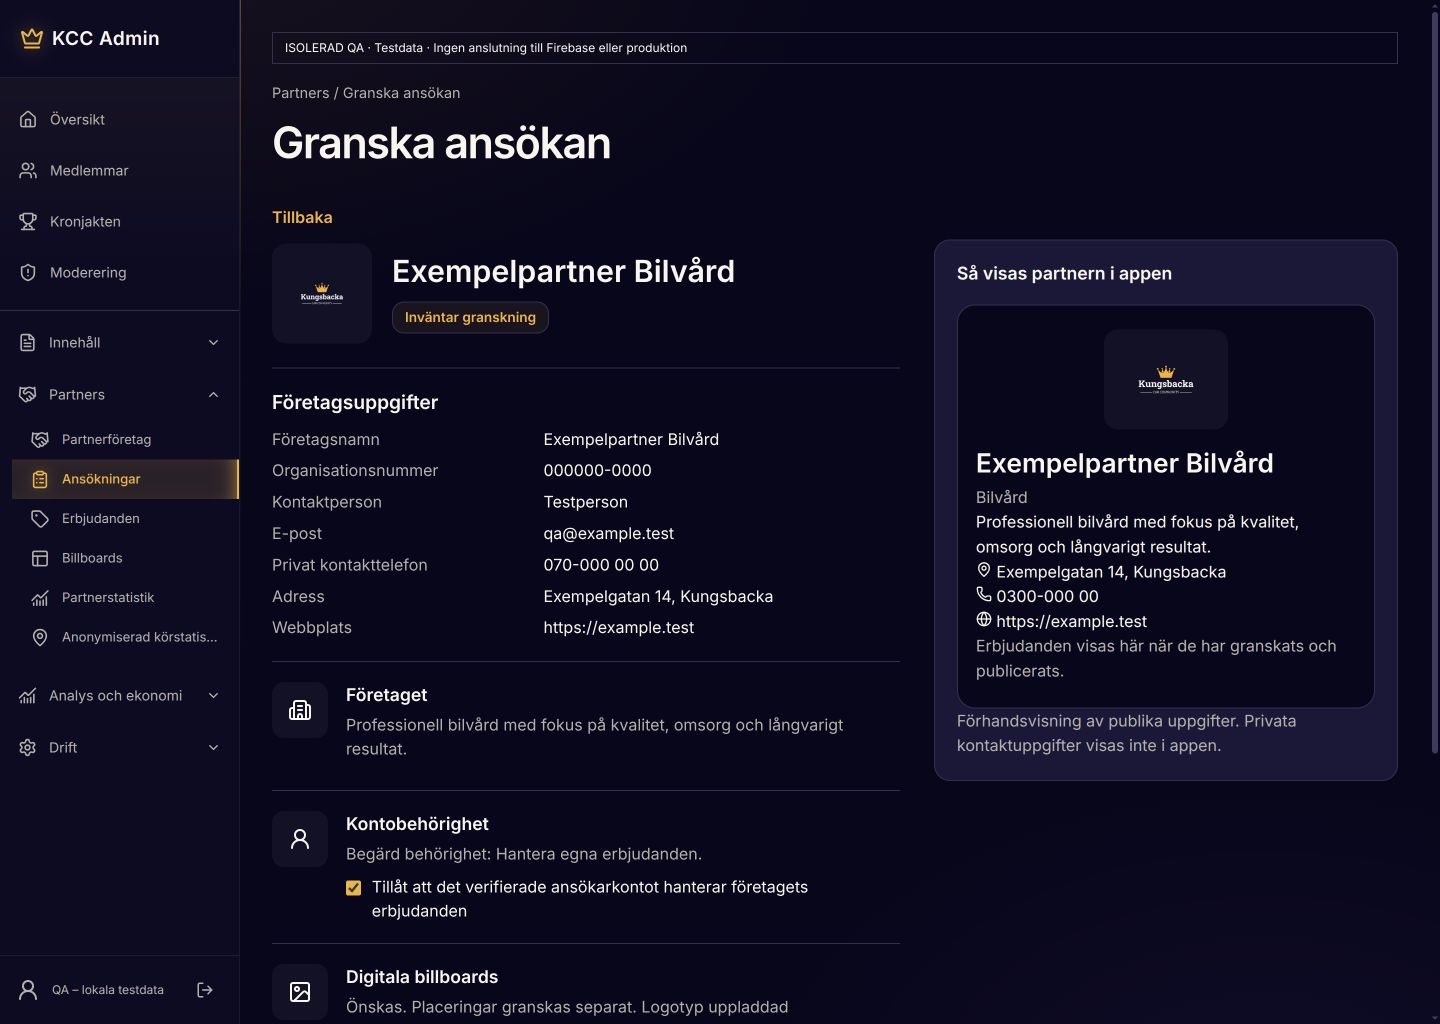 KCC Admin
Översikt
Medlemmar
Kronjakten
Moderering
Innehåll
Partners
Partnerföretag
Ansökningar
Erbjudanden
Billboards
Partnerstatistik
Anonymiserad körstatis...
Analys och ekonomi
Drift
QA – lokala testdata
ISOLERAD QA · Testdata · Ingen anslutning till Firebase eller produktion
Partners / Granska ansökan
Granska ansökan
Tillbaka
Kungsbacka
Exempelpartner Bilvård
Inväntar granskning
Företagsuppgifter
Företagsnamn Exempelpartner Bilvård
Organisationsnummer 000000-0000
Kontaktperson Testperson
E-post qa@example.test
Privat kontakttelefon 070-000 00 00
Adress Exempelgatan 14, Kungsbacka
Webbplats https://example.test
Företaget
Professionell bilvård med fokus på kvalitet, omsorg och långvarigt
resultat.
Kontobehörighet
Begärd behörighet: Hantera egna erbjudanden.
Tillåt att det verifierade ansökarkontot hanterar företagets
erbjudanden
Digitala billboards
Önskas. Placeringar granskas separat. Logotyp uppladdad
Så visas partnern i appen
Kungsbacka
Exempelpartner Bilvård
Bilvård
Professionell bilvård med fokus på kvalitet,
omsorg och långvarigt resultat.
Exempelgatan 14, Kungsbacka
0300-000 00
https://example.test
Erbjudanden visas här när de har granskats och
publicerats.
Förhandsvisning av publika uppgifter. Privata
kontaktuppgifter visas inte i appen.